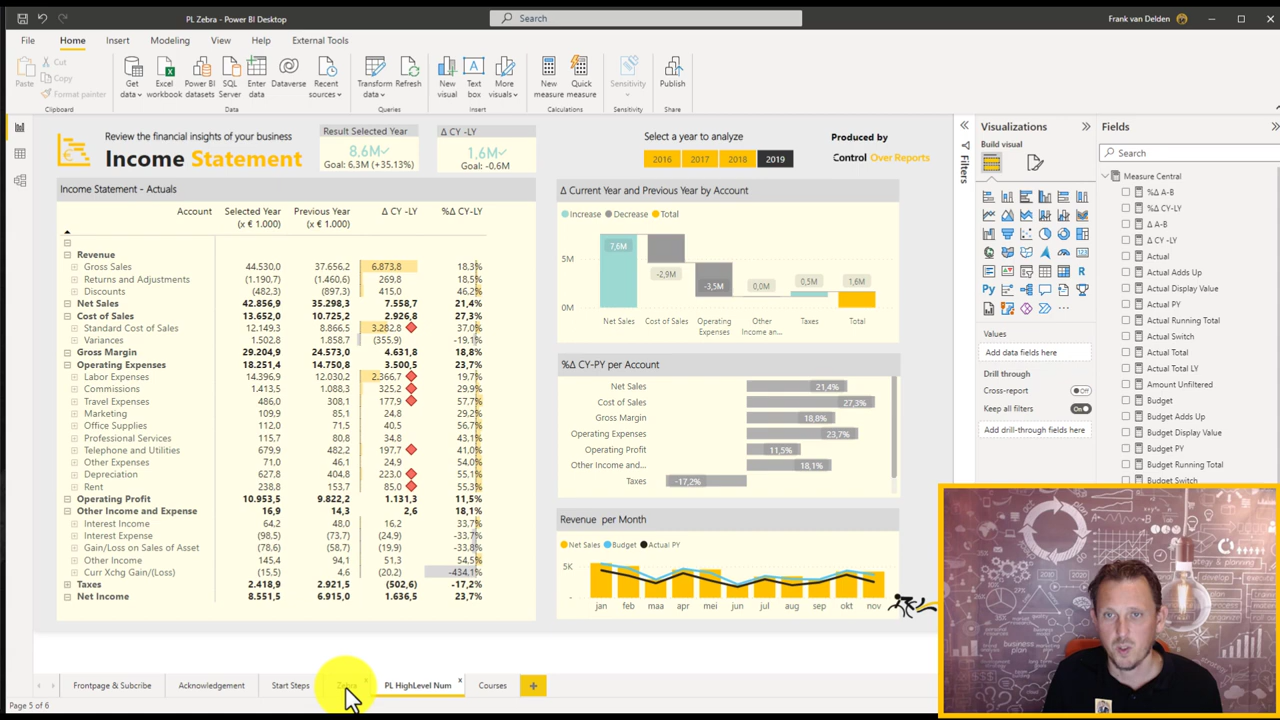 PL Zebra - Power BI Desktop
Search
Frank van Delden
File Home Insert Modeling View Help External Tools
Paste
Cut
Copy
Format painter
Get data
Excel workbook
Power BI datasets
SQL Server
Enter data
Dataverse
Recent sources
Transform data
Refresh
New visual
Text box
More visuals
New measure
Quick measure
Sensitivity
Publish
Clipboard Data Queries Insert Calculations Sensitivity Share
Review the financial insights of your business
Income Statement
Result Selected Year
8,6M
Goal: 6.3M (+35.13%)
Δ CY -LY
1,6M
Goal: -0.6M
Select a year to analyze
2016 2017 2018 2019
Produced by
Control Over Reports
Income Statement - Actuals
Account Selected Year (x € 1.000) Previous Year (x € 1.000) Δ CY -LY %Δ CY-LY
Revenue
Gross Sales 44.530,0 37.656,2 6.873,8 18.3%
Returns and Adjustments (1.190,7) (1.460,6) 269.8 18.5%
Discounts (482,3) (897,3) 415.0 46.2%
Net Sales 42.856,9 35.298,3 7.558,7 21,4%
Cost of Sales 13.652,0 10.725,2 2.926,8 27,3%
Standard Cost of Sales 12.149,3 8.866,5 3.282,8 37.0%
Variances 1.502,8 1.858,7 (355,9) -19.1%
Gross Margin 29.204,9 24.573,0 4.631,8 18,8%
Operating Expenses 18.251,4 14.750,8 3.500,5 23,7%
Labor Expenses 14.396,9 12.030,2 2.366,7 19.7%
Commissions 1.413,5 1.088,3 325.2 29.9%
Travel Expenses 486.0 308.1 177.9 57.7%
Marketing 109.9 85.1 24.8 29.2%
Office Supplies 112.0 71.5 40.5 56.7%
Professional Services 115.7 80.8 34.8 43.1%
Telephone and Utilities 679.9 482.2 197.7 41.0%
Other Expenses 71.0 46.1 24.9 54.0%
Depreciation 627.8 404.8 223.0 55.1%
Rent 238.8 153.7 85.0 55.3%
Operating Profit 10.953,5 9.822,2 1.131,3 11,5%
Other Income and Expense 16,9 14,3 2,6 18,1%
Interest Income 64.2 48.0 16.2 33.7%
Interest Expense (98,5) (73,7) (24,9) -33.7%
Gain/Loss on Sales of Asset (78,6) (58,7) (19,9) -33.8%
Other Income 145.4 94.1 51.3 54.5%
Curr Xchg Gain/(Loss) (15,5) 4.6 (20,2) -434,1%
Taxes 2.418,9 2.921,5 (502,6) -17,2%
Net Income 8.551,5 6.915,0 1.636,5 23,7%
Δ Current Year and Previous Year by Account
Increase Decrease Total
5M
0M
7,6M -2,9M -3,5M 0,0M 0,5M 1,6M
Net Sales Cost of Sales Operating Expenses Other Income an... Taxes Total
%Δ CY-PY per Account
Net Sales 21,4%
Cost of Sales 27,3%
Gross Margin 18,8%
Operating Expenses 23,7%
Operating Profit 11,5%
Other Income and... 18,1%
Taxes -17,2%
Revenue per Month
Net Sales Budget Actual PY
5K
jan feb maa apr mei jun jul aug sep okt nov
Filters
Visualizations
Build visual
Values
Add data fields here
Drill through
Cross-report Off
Keep all filters On
Add drill-through fields here
Fields
Search
Measure Central
%Δ A-B
%Δ CY-LY
Δ A-B
Δ CY -LY
Actual
Actual Adds Up
Actual Display Value
Actual PY
Actual Running Total
Actual Switch
Actual Total
Actual Total LY
Amount Unfiltered
Budget
Budget Adds Up
Budget Display Value
Budget PY
Budget Running Total
Budget Switch
Frontpage & Subcribe Acknowledgement Start Steps Zebra PL HighLevel Num Courses
Page 5 of 6